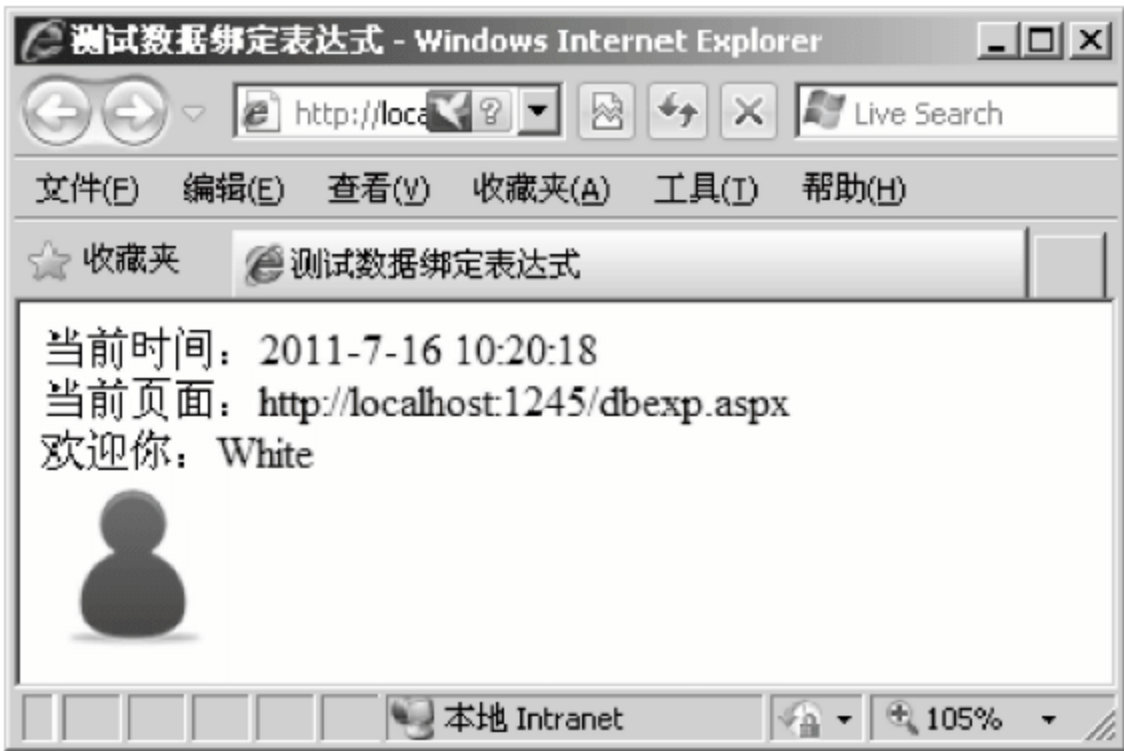 测试数据绑定表达式 - Windows Internet Explorer
http://loca
Live Search
文件(F) 编辑(E) 查看(V) 收藏夹(A) 工具(T) 帮助(H)
收藏夹 测试数据绑定表达式
当前时间：2011-7-16 10:20:18
当前页面：http://localhost:1245/dbexp.aspx
欢迎你：White
本地 Intranet 105%